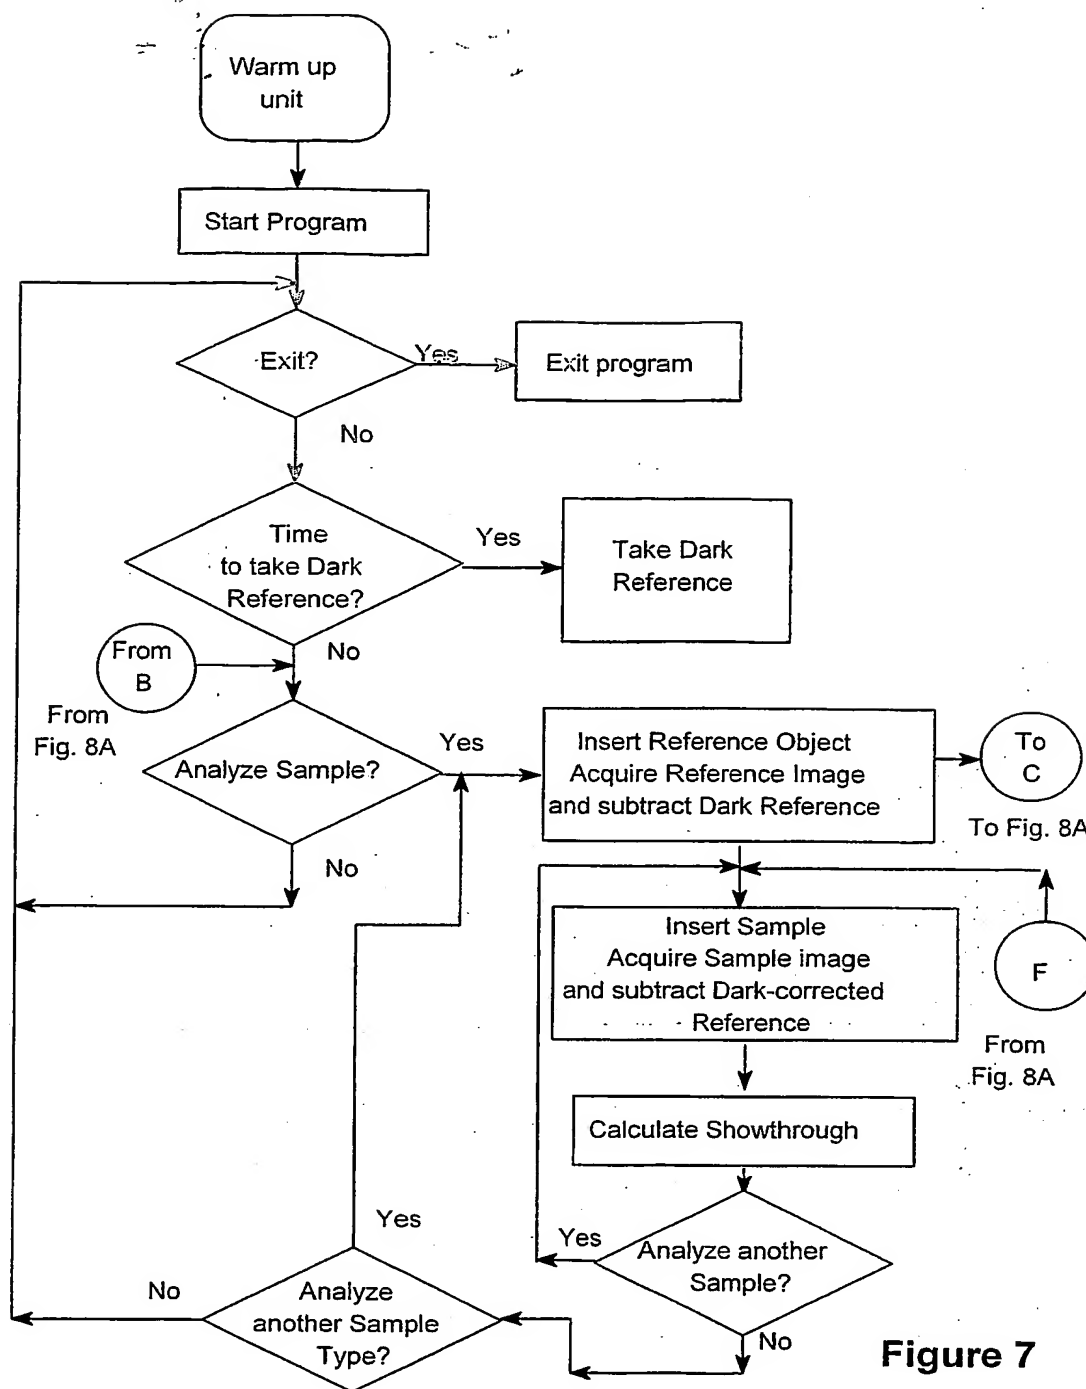 Warm up
unit
Start Program
Exit?
Yes
Exit program
No
Time
to take Dark
Reference?
Yes
Take Dark
Reference
No
From
B
From
Fig. 8A
Analyze Sample?
Yes
Insert Reference Object
Acquire Reference Image
and subtract Dark Reference
To
C
To Fig. 8A
No
Insert Sample
Acquire Sample image
and subtract Dark-corrected
Reference
F
From
Fig. 8A
Calculate Showthrough
Analyze another
Sample?
Yes
No
Analyze
another Sample
Type?
Yes
No
Figure 7